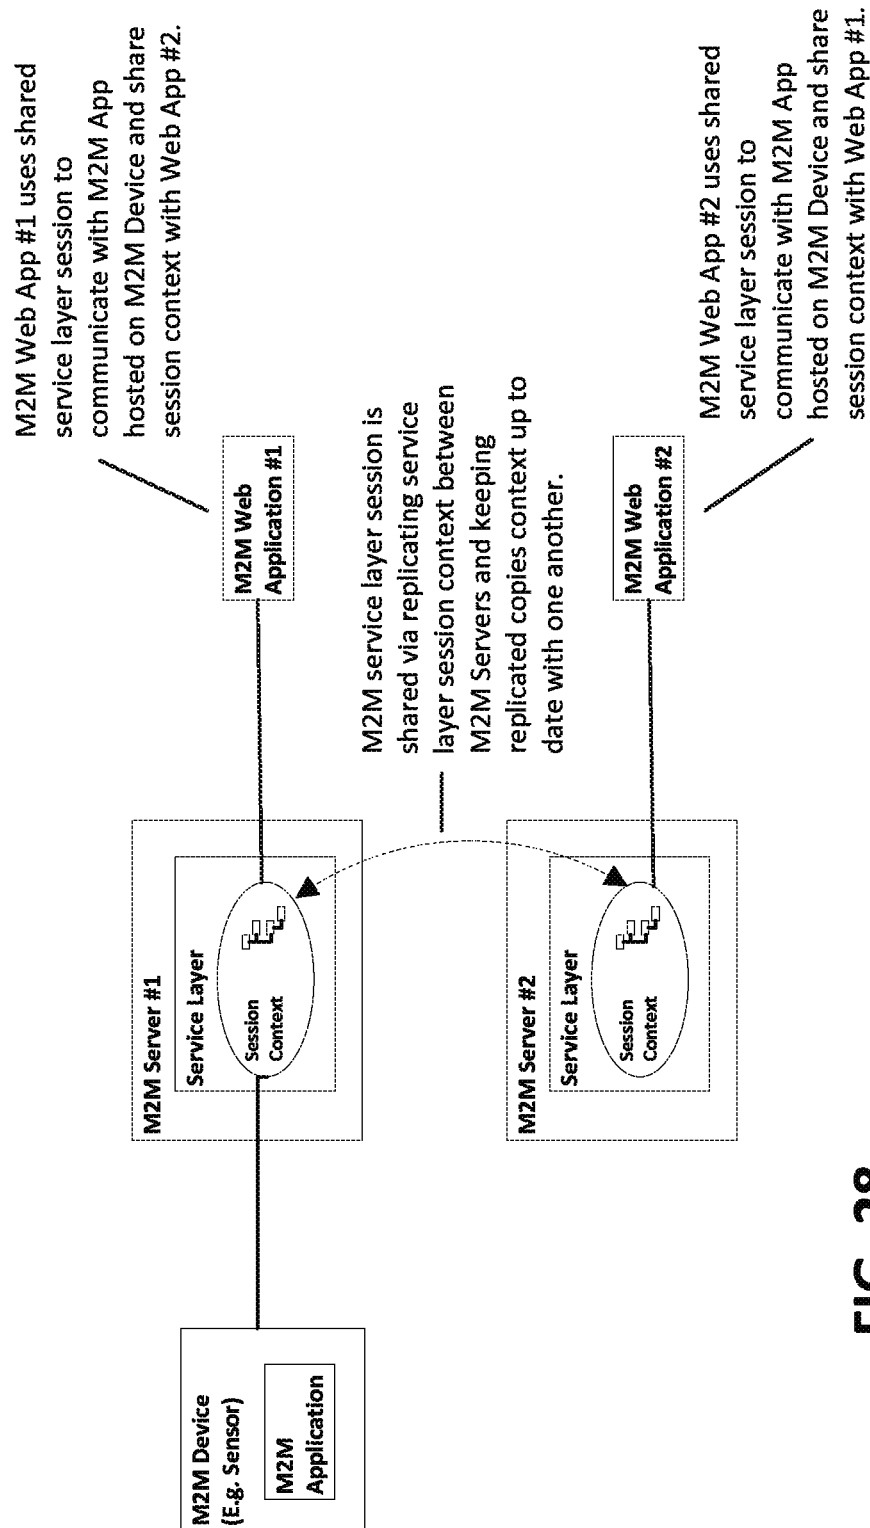 M2M Device
(E.g. Sensor)
M2M
Application
M2M Server #1
Service Layer
Session
Context
M2M Server #2
Service Layer
Session
Context
M2M service layer session is
shared via replicating service
layer session context between
M2M Servers and keeping
replicated copies context up to
date with one another.
M2M Web
Application #1
M2M Web
Application #2
M2M Web App #1 uses shared
service layer session to
communicate with M2M App
hosted on M2M Device and share
session context with Web App #2.
M2M Web App #2 uses shared
service layer session to
communicate with M2M App
hosted on M2M Device and share
session context with Web App #1.
FIG. 28